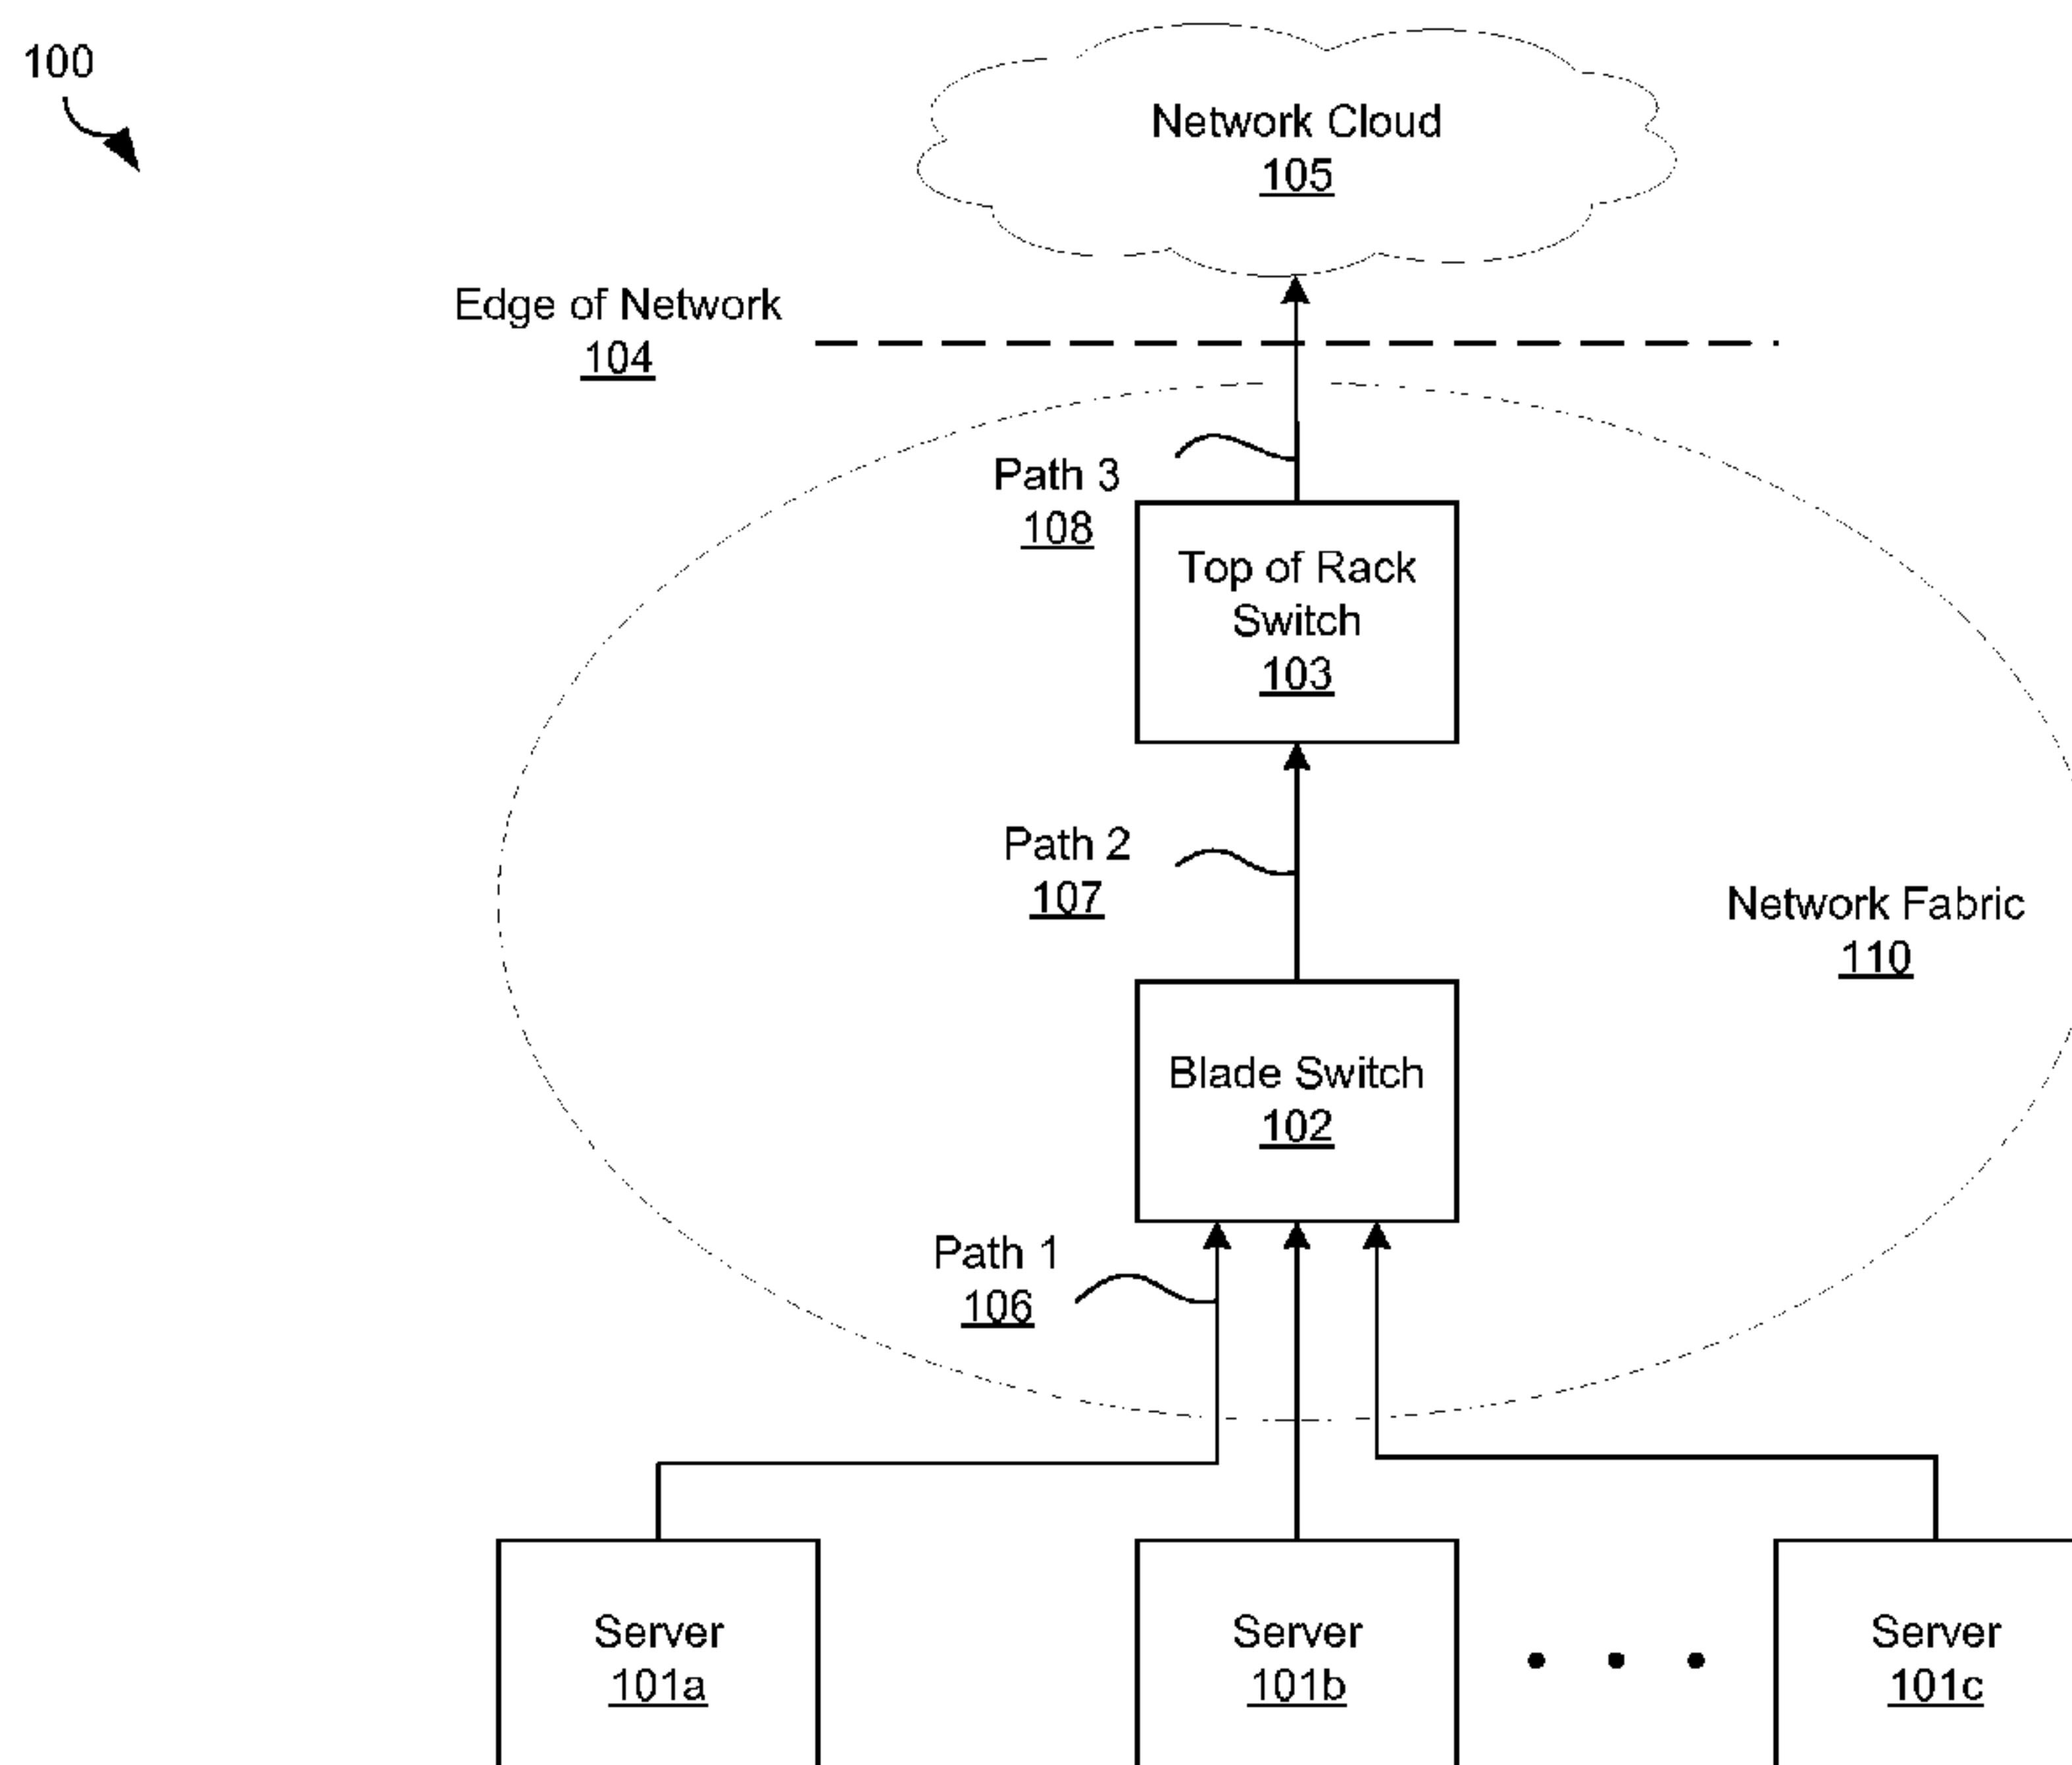 100
Network Cloud
105
Edge of Network
104
Path 3
108
Top of Rack
Switch
103
Path 2
107
Network Fabric
110
Blade Switch
102
Path 1
106
Server
101a
Server
101b
Server
101c